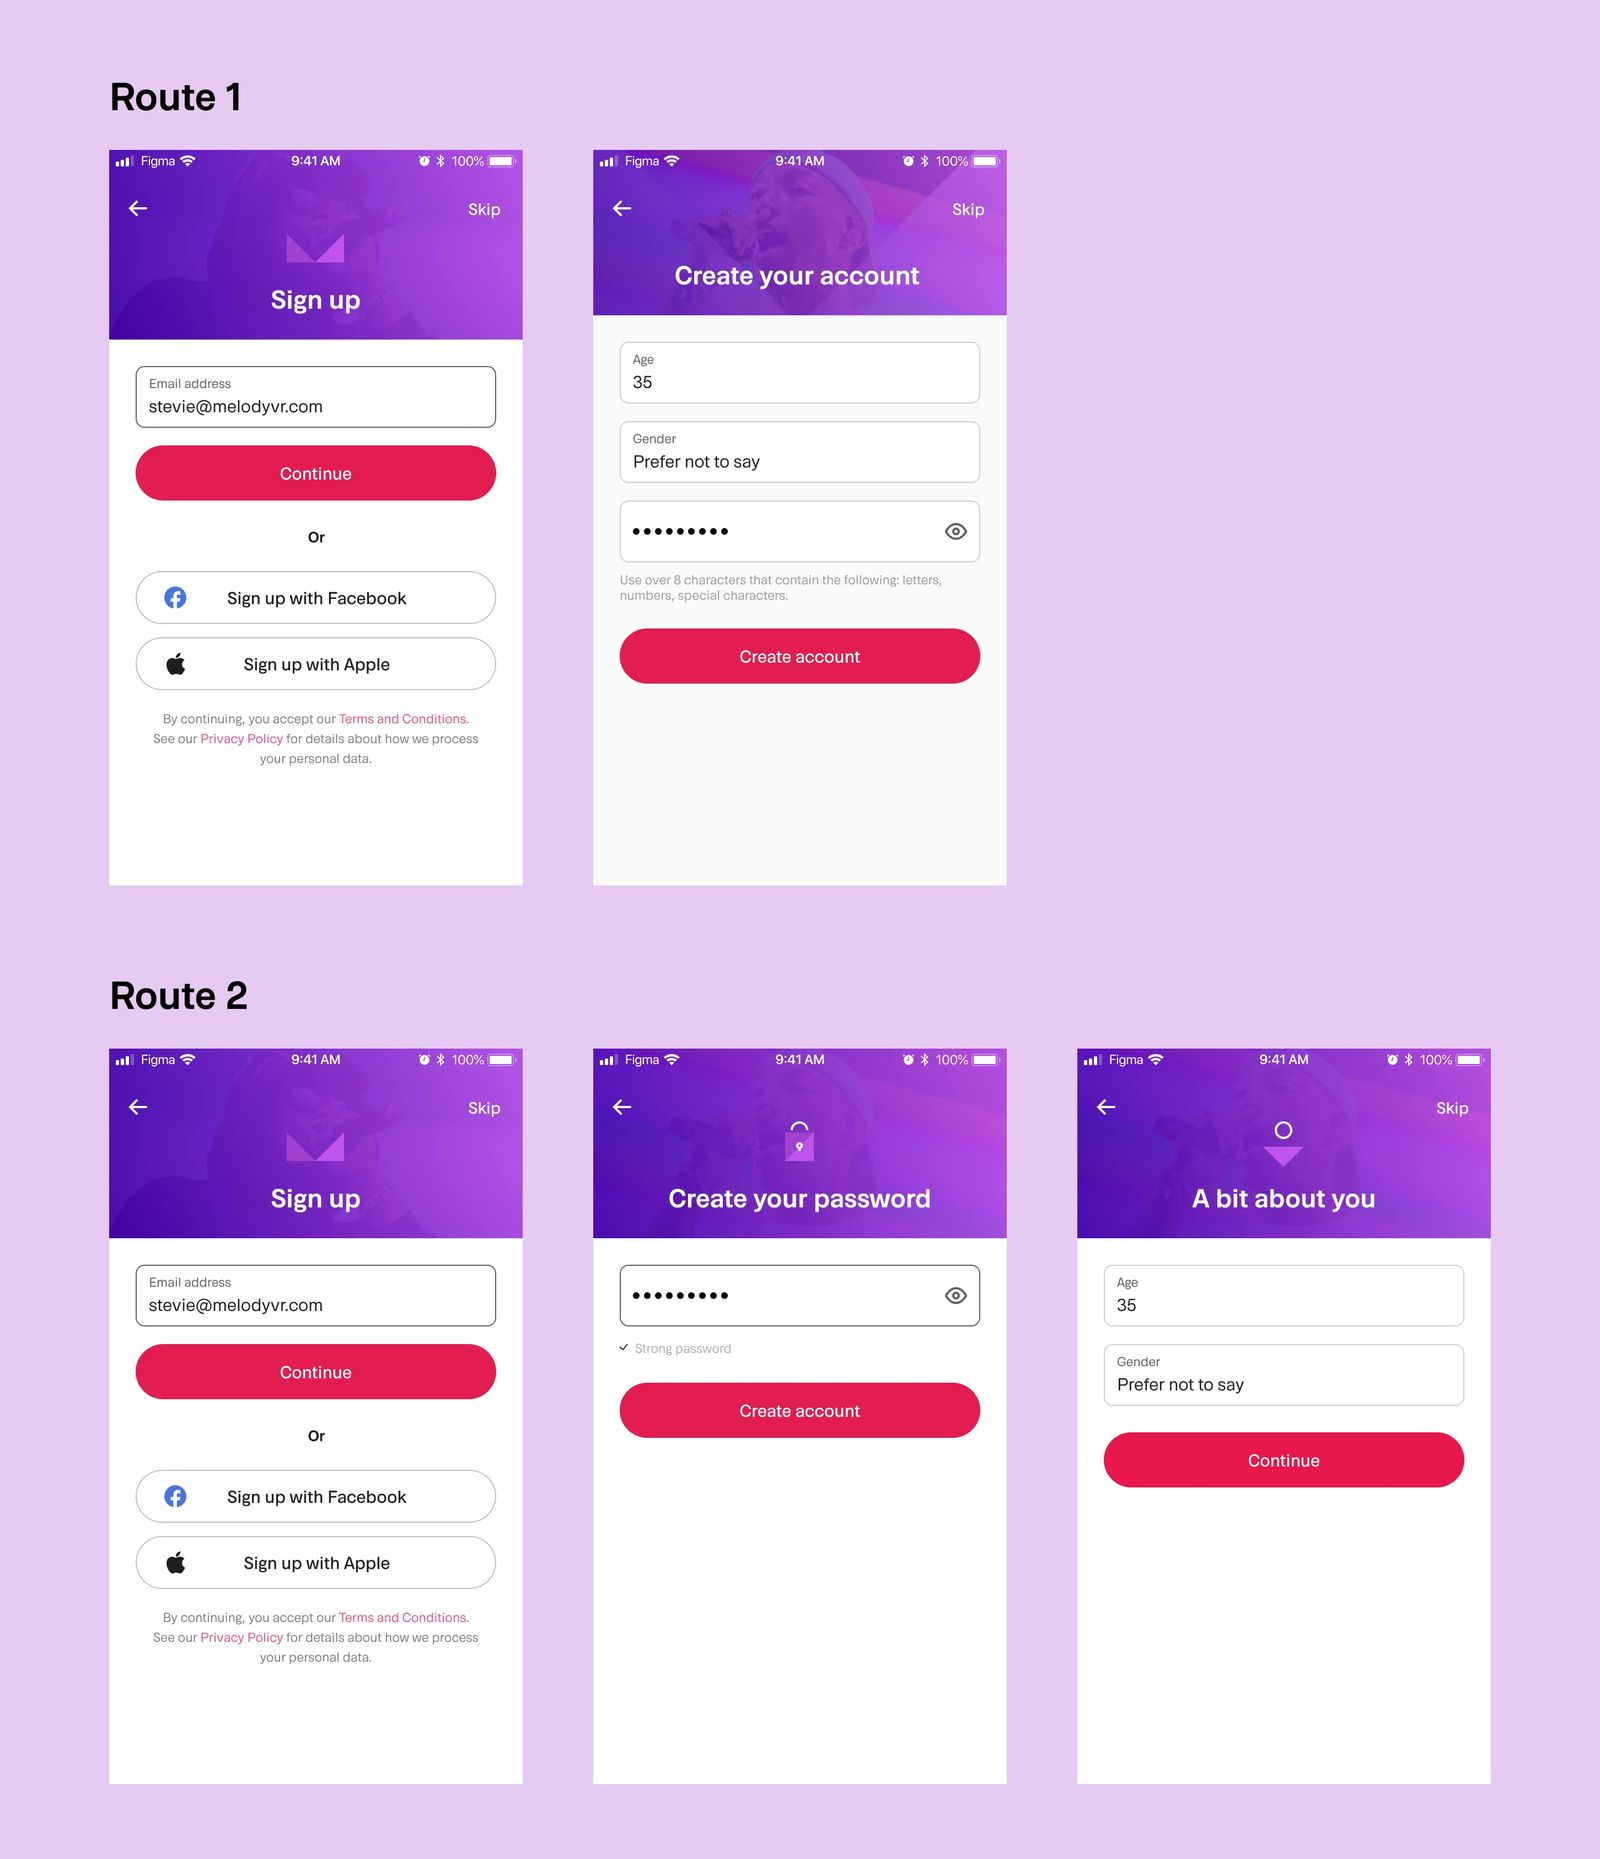 Route 1
Figma 9:41 AM 100%
Skip
Sign up
Email address
stevie@melodyvr.com
Continue
Or
Sign up with Facebook
Sign up with Apple
By continuing, you accept our Terms and Conditions.
See our Privacy Policy for details about how we process
your personal data.
Figma 9:41 AM 100%
Skip
Create your account
Age
35
Gender
Prefer not to say
Use over 8 characters that contain the following: letters,
numbers, special characters.
Create account
Route 2
Figma 9:41 AM 100%
Skip
Sign up
Email address
stevie@melodyvr.com
Continue
Or
Sign up with Facebook
Sign up with Apple
By continuing, you accept our Terms and Conditions.
See our Privacy Policy for details about how we process
your personal data.
Figma 9:41 AM 100%
Create your password
Strong password
Create account
Figma 9:41 AM 100%
Skip
A bit about you
Age
35
Gender
Prefer not to say
Continue